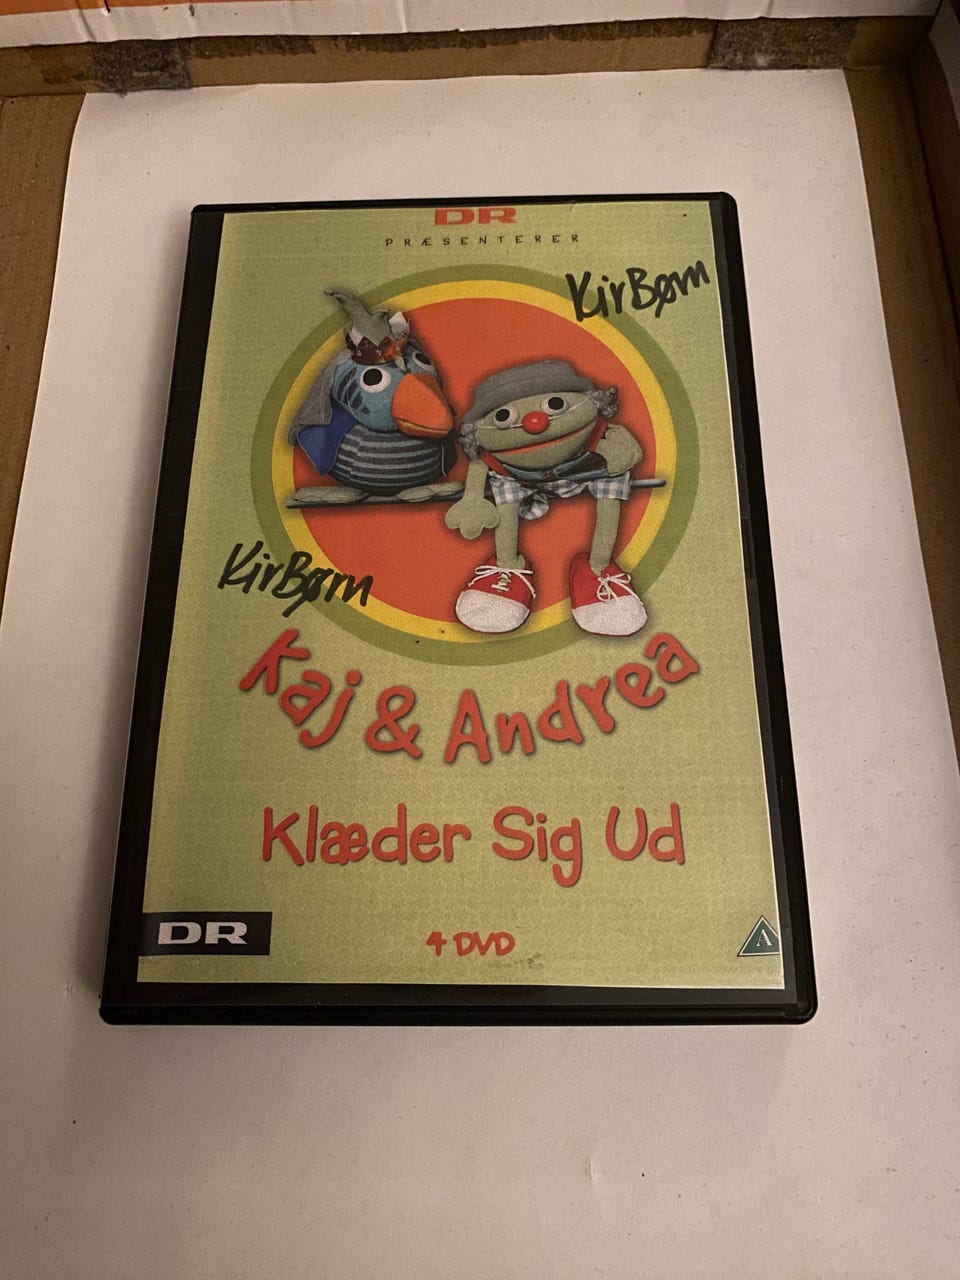 DR
PRÆSENTERER
KirBørn
KirBørn
Kaj & Andrea
Klæder Sig Ud
DR
4 DVD
A